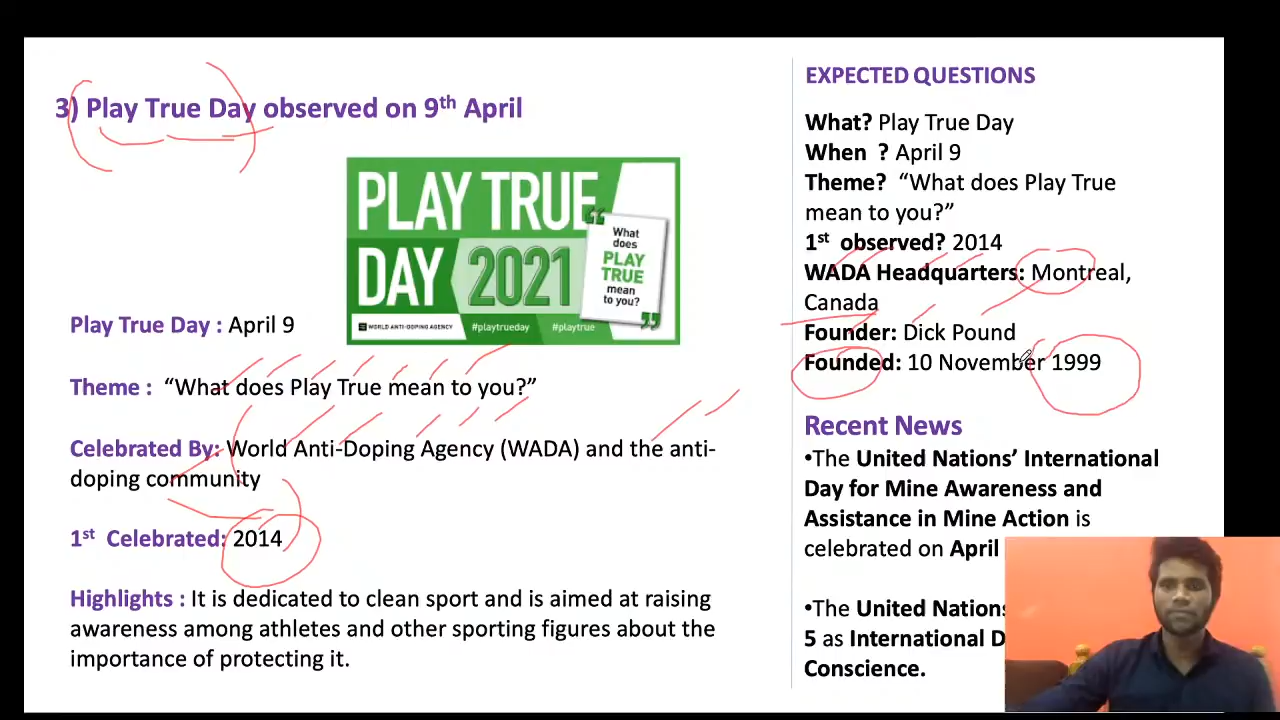 3) Play True Day observed on 9th April
PLAY TRUE
DAY 2021
“What
does
PLAY
TRUE
mean
to you?”
WORLD ANTI-DOPING AGENCY #playtrueday #playtrue
Play True Day : April 9
Theme : “What does Play True mean to you?”
Celebrated By: World Anti-Doping Agency (WADA) and the anti-
doping community
1st Celebrated: 2014
Highlights : It is dedicated to clean sport and is aimed at raising
awareness among athletes and other sporting figures about the
importance of protecting it.
EXPECTED QUESTIONS
What? Play True Day
When ? April 9
Theme? “What does Play True
mean to you?”
1st observed? 2014
WADA Headquarters: Montreal,
Canada
Founder: Dick Pound
Founded: 10 November 1999
Recent News
•The United Nations’ International
Day for Mine Awareness and
Assistance in Mine Action is
celebrated on April
•The United Nations
5 as International D
Conscience.